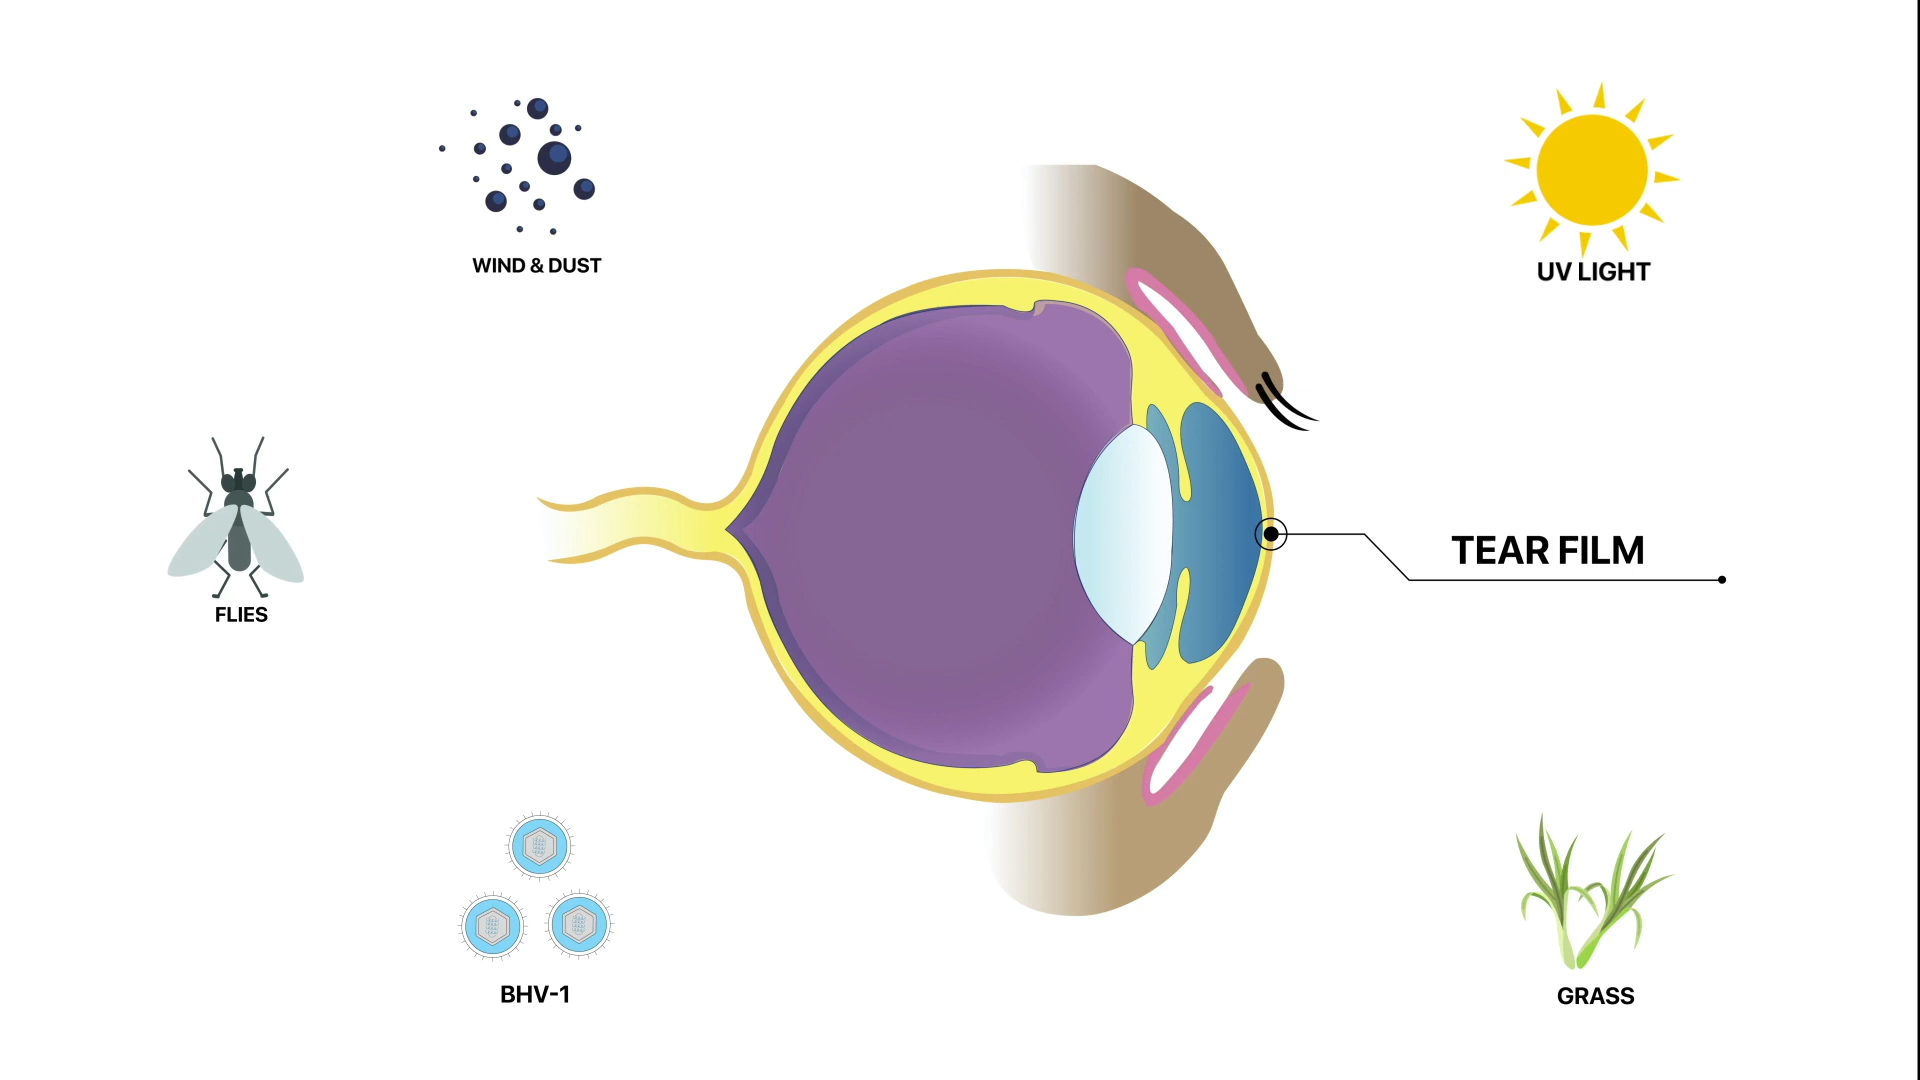 WIND & DUST
UV LIGHT
TEAR FILM
FLIES
BHV-1
GRASS